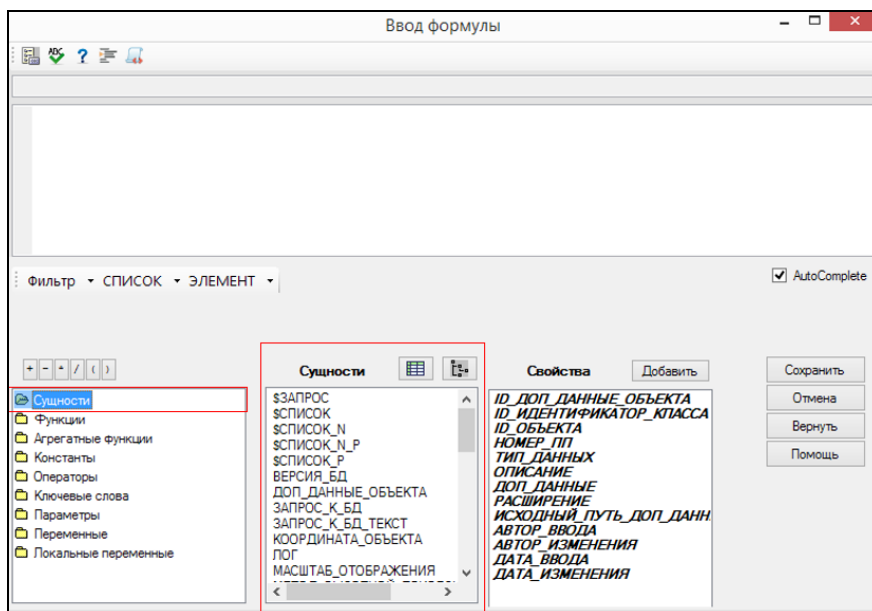 Ввод формулы
ABC
?
Фильтр СПИСОК ЭЛЕМЕНТ
AutoComplete
+ - * / ( )
Сущности
Функции
Агрегатные функции
Константы
Операторы
Ключевые слова
Параметры
Переменные
Локальные переменные
Сущности
$ЗАПРОС
$СПИСОК
$СПИСОК_N
$СПИСОК_N_P
$СПИСОК_P
ВЕРСИЯ_БД
ДОП_ДАННЫЕ_ОБЪЕКТА
ЗАПРОС_К_БД
ЗАПРОС_К_БД_ТЕКСТ
КООРДИНАТА_ОБЪЕКТА
ЛОГ
МАСШТАБ_ОТОБРАЖЕНИЯ
Свойства
Добавить
ID_ДОП_ДАННЫЕ_ОБЪЕКТА
ID_ИДЕНТИФИКАТОР_КЛАССА
ID_ОБЪЕКТА
НОМЕР_ПП
ТИП_ДАННЫХ
ОПИСАНИЕ
ДОП_ДАННЫЕ
РАСШИРЕНИЕ
ИСХОДНЫЙ_ПУТЬ_ДОП_ДАНН
АВТОР_ВВОДА
АВТОР_ИЗМЕНЕНИЯ
ДАТА_ВВОДА
ДАТА_ИЗМЕНЕНИЯ
Сохранить
Отмена
Вернуть
Помощь